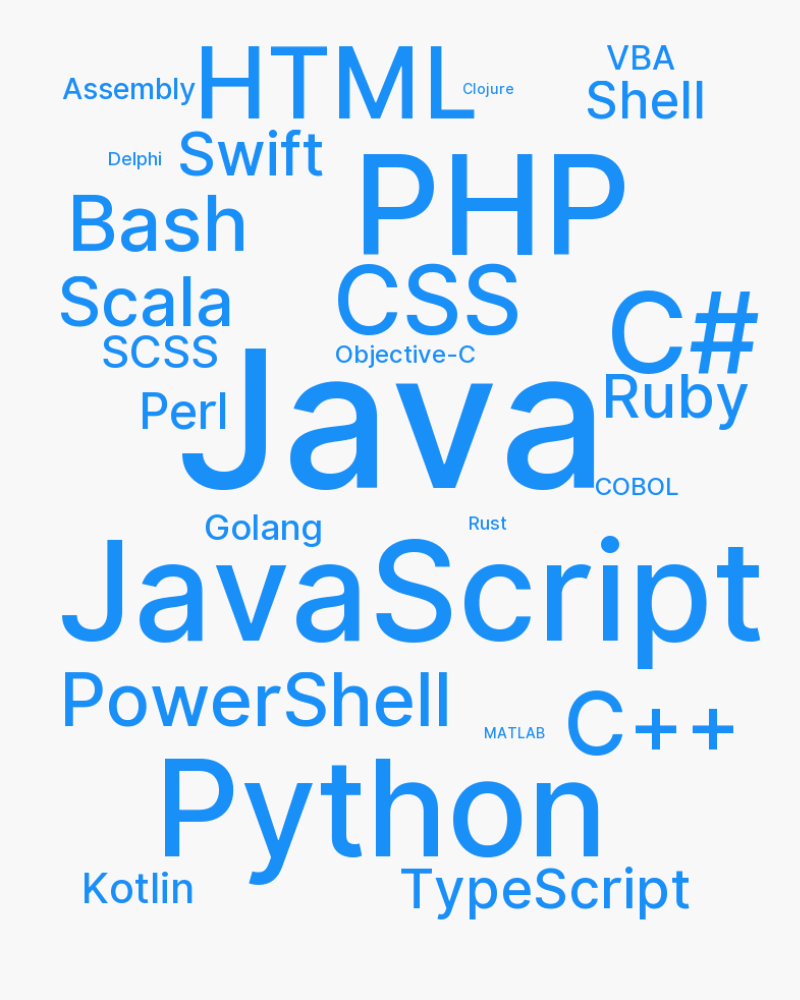 HTML
VBA
Assembly
Clojure
Shell
Delphi
Swift
PHP
Bash
CSS
Scala
C#
SCSS
Objective-C
Java
Ruby
Perl
COBOL
Golang
Rust
JavaScript
PowerShell
MATLAB
C++
Python
Kotlin
TypeScript